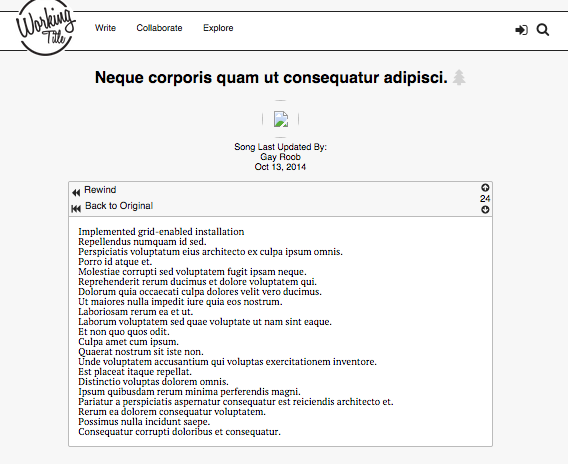 Working
Title
Write
Collaborate
Explore
Neque corporis quam ut consequatur adipisci.
Song Last Updated By:
Gay Roob
Oct 13, 2014
Rewind
Back to Original
24
Implemented grid-enabled installation
Repellendus numquam id sed.
Perspiciatis voluptatum eius architecto ex culpa ipsum omnis.
Porro id atque et.
Molestiae corrupti sed voluptatem fugit ipsam neque.
Reprehenderit rerum ducimus et dolore voluptatem qui.
Dolorum quia occaecati culpa dolores velit vero ducimus.
Ut maiores nulla impedit iure quia eos nostrum.
Laboriosam rerum ea et ut.
Laborum voluptatem sed quae voluptate ut nam sint eaque.
Et non quo quos odit.
Culpa amet cum ipsum.
Quaerat nostrum sit iste non.
Unde voluptatem accusantium qui voluptas exercitationem inventore.
Est placeat itaque repellat.
Distinctio voluptas dolorem omnis.
Ipsum quibusdam rerum minima perferendis magni.
Pariatur a perspiciatis aspernatur consequatur est reiciendis architecto et.
Rerum ea dolorem consequatur voluptatem.
Possimus nulla incidunt saepe.
Consequatur corrupti doloribus et consequatur.